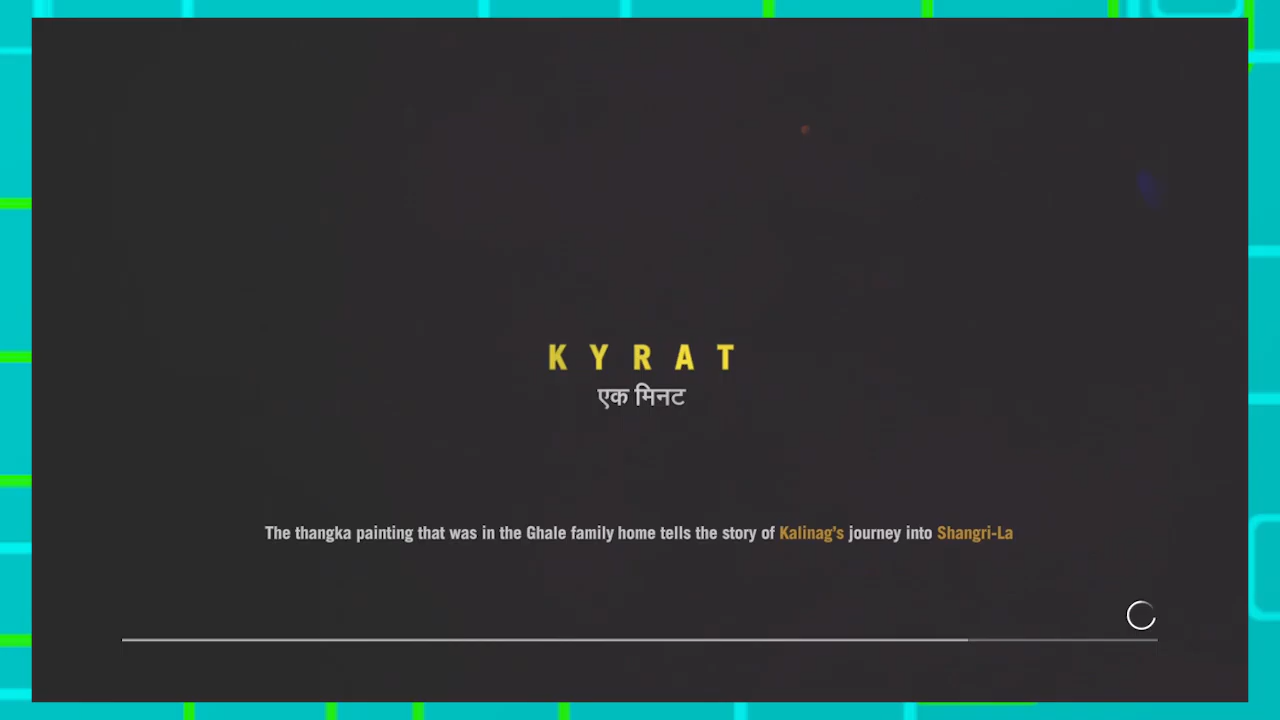 KYRAT
एक मिनट
The thangka painting that was in the Ghale family home tells the story of Kalinag's journey into Shangri-La